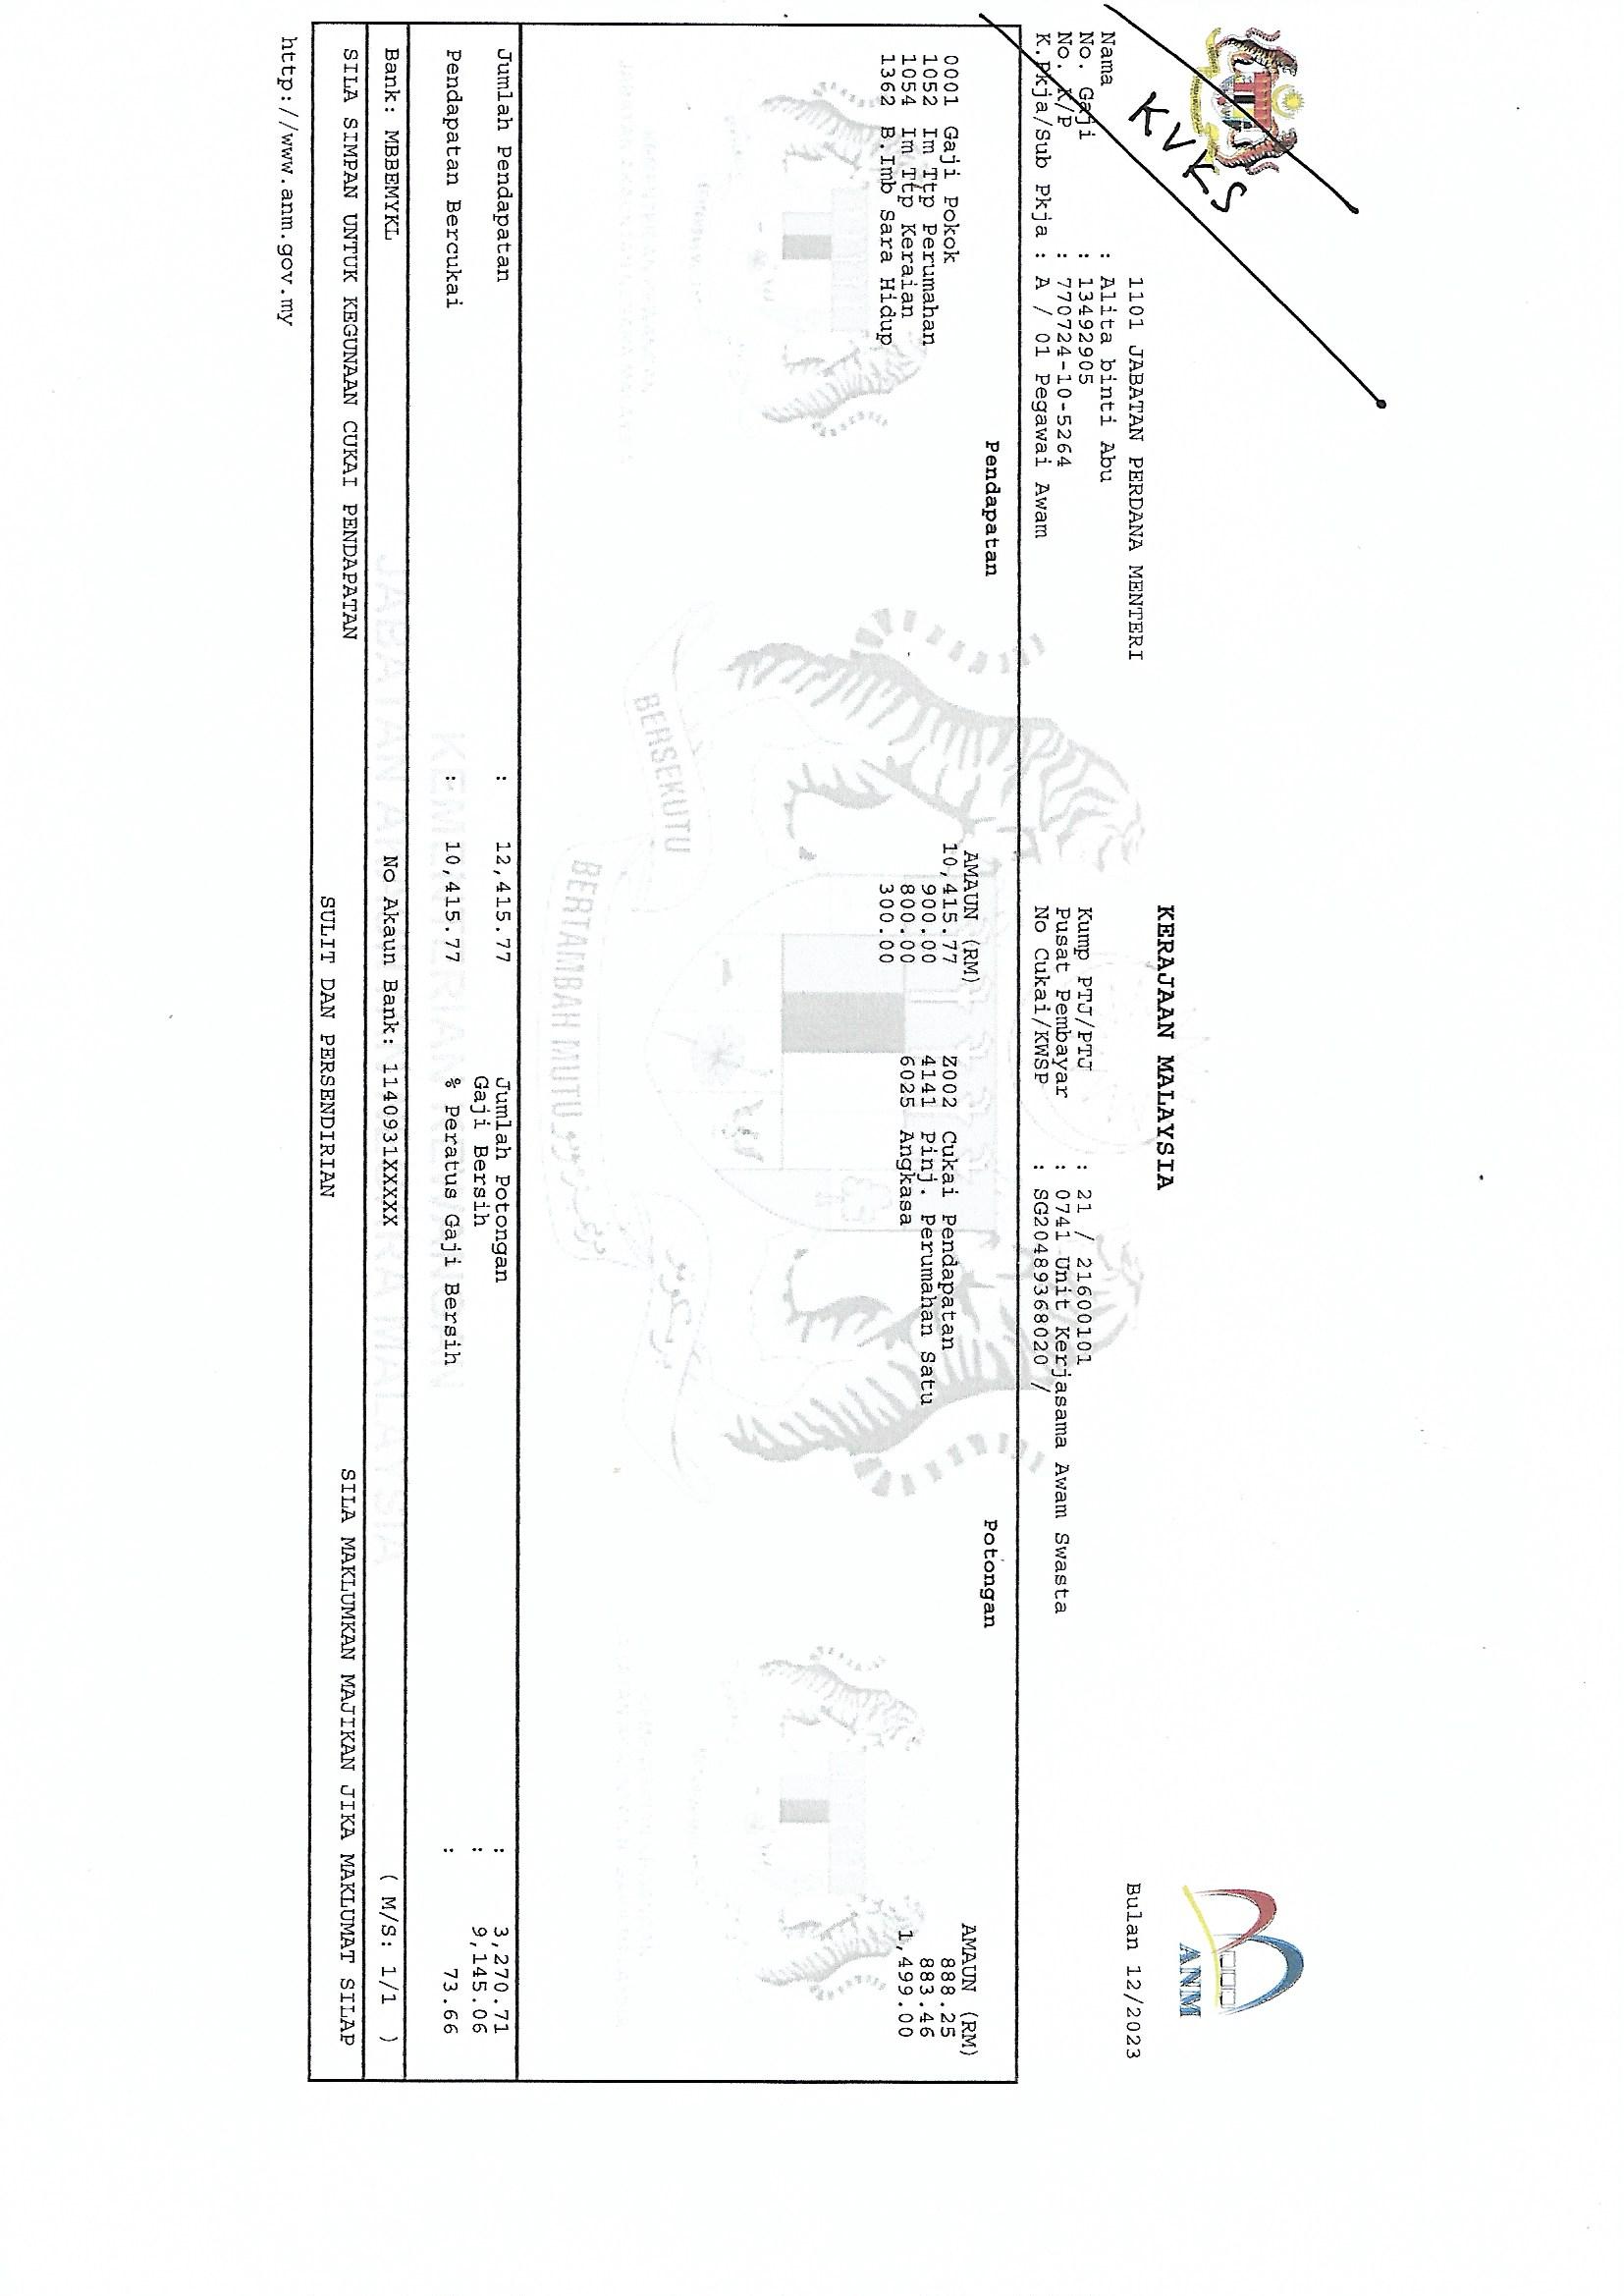 KVKS
ANM
KERAJAAN MALAYSIA
1101 JABATAN PERDANA MENTERI
Bulan 12/2023
Nama : Alita binti Abu
No. Gaji : 13492905 Kump PTJ/PTJ : 21 / 21600101
No. K/P : 770724-10-5264 Pusat Pembayar : 0741 Unit Kerjasama Awam Swasta
K.Pkja/Sub Pkja : A / 01 Pegawai Awam No Cukai/KWSP : SG20489368020 /
Pendapatan Potongan
AMAUN (RM) AMAUN (RM)
0001 Gaji Pokok 10,415.77 Z002 Cukai Pendapatan 888.25
1052 Im Ttp Perumahan 900.00 4141 Pinj. Perumahan Satu 883.46
1054 Im Ttp Keraian 800.00 6025 Angkasa 1,499.00
1362 B.Imb Sara Hidup 300.00
BERSEKUTU
BERTAMBAH MUTU
KEMENTERIAN KEWANGAN
JABATAN AKAUNTAN NEGARA MALAYSIA
Jumlah Pendapatan : 12,415.77 Jumlah Potongan : 3,270.71
Gaji Bersih : 9,145.06
Pendapatan Bercukai : 10,415.77 % Peratus Gaji Bersih : 73.66
KEMENTERIAN KEWANGAN
JABATAN AKAUNTAN NEGARA MALAYSIA
Bank: MBBEMYKL No Akaun Bank: 1140931XXXXX ( M/S: 1/1 )
SILA SIMPAN UNTUK KEGUNAAN CUKAI PENDAPATAN SILA MAKLUMKAN MAJIKAN JIKA MAKLUMAT SILAP
SULIT DAN PERSENDIRIAN
http://www.anm.gov.my